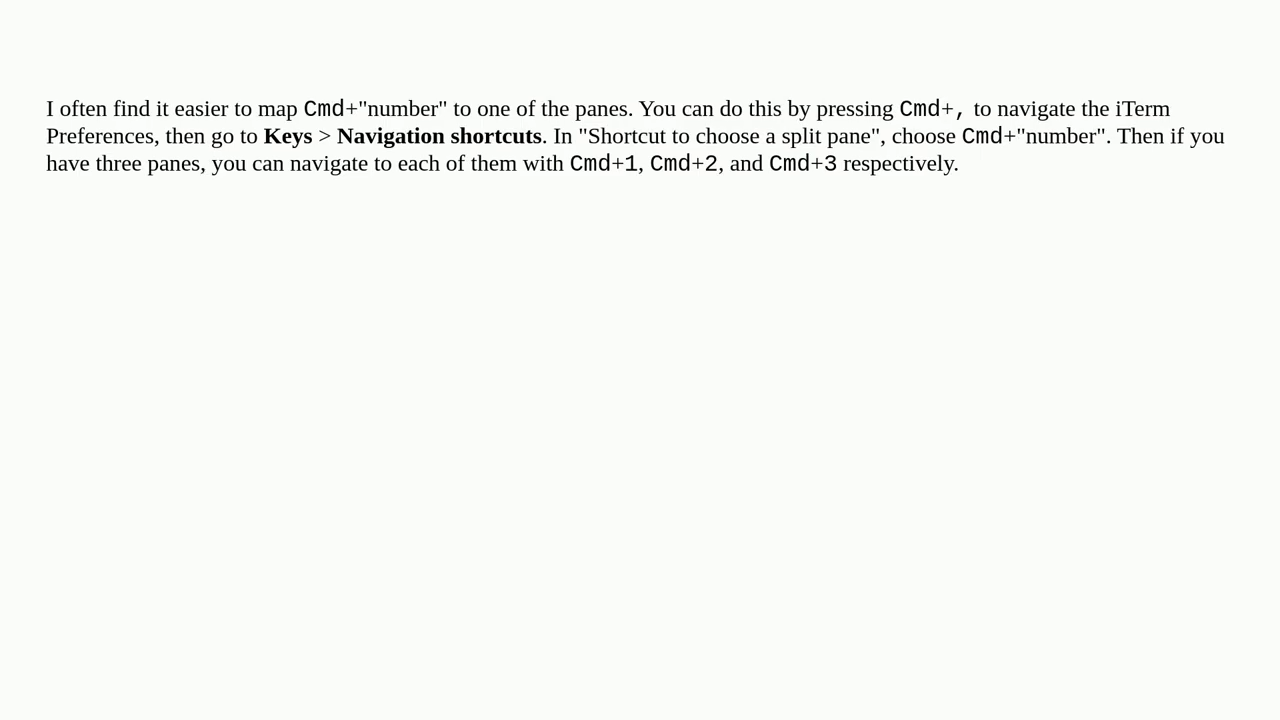 I often find it easier to map Cmd+"number" to one of the panes. You can do this by pressing Cmd+, to navigate the iTerm
Preferences, then go to Keys > Navigation shortcuts. In "Shortcut to choose a split pane", choose Cmd+"number". Then if you
have three panes, you can navigate to each of them with Cmd+1, Cmd+2, and Cmd+3 respectively.